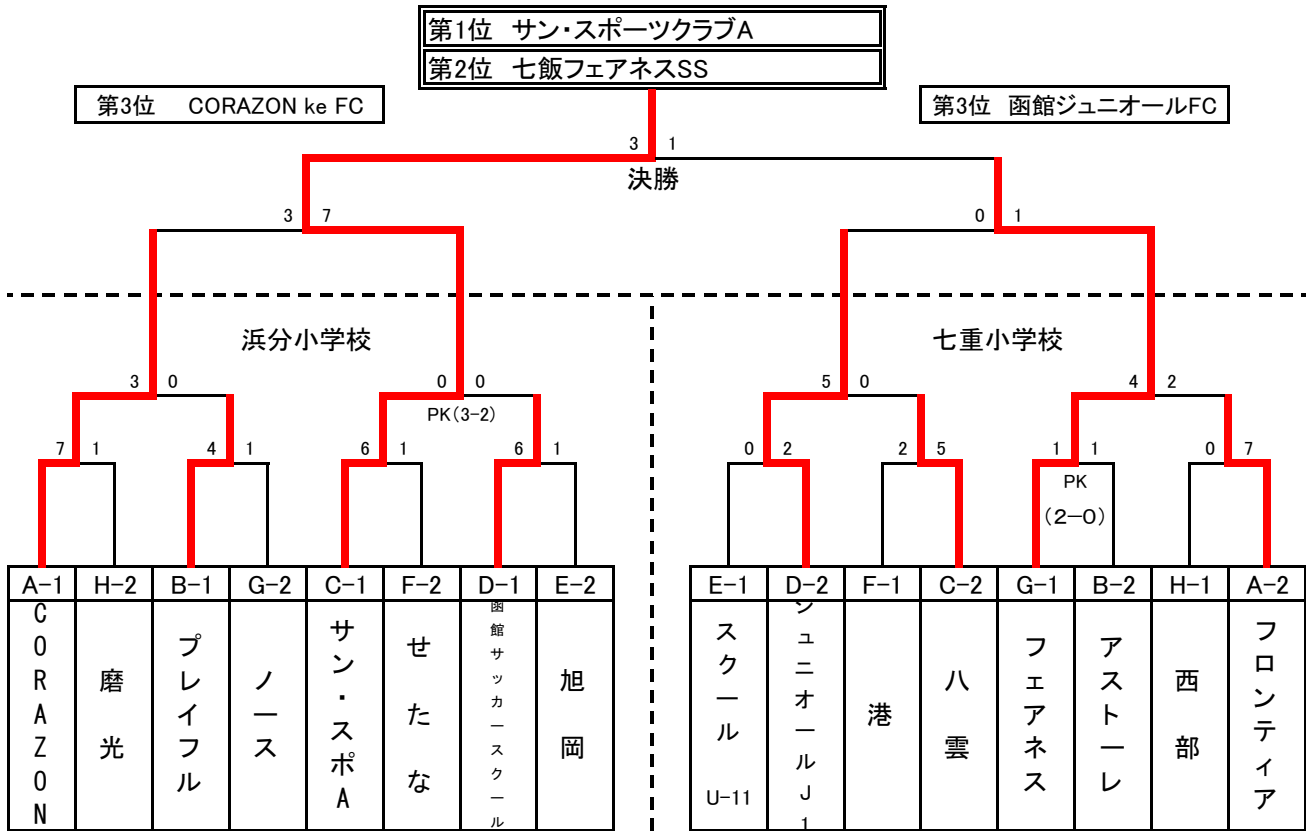 第1位 サン・スポーツクラブA
第2位 七飯フェアネスSS
第3位 CORAZON ke FC
第3位 函館ジュニオールFC
3 1
決勝
3 7
0 1
浜分小学校
七重小学校
3 0
0 0
5 0
4 2
PK(3-2)
7 1
4 1
6 1
6 1
0 2
2 5
1 1
0 7
PK
(2-0)
A-1 H-2 B-1 G-2 C-1 F-2 D-1 E-2
E-1 D-2 F-1 C-2 G-1 B-2 H-1 A-2
CORAZON
磨光
プレイフル
ノース
サン・スポA
せたな
函館サッカースクール
旭岡
スクール U-11
ジュニオールJ1
港
八雲
フェアネス
アストーレ
西部
フロンティア